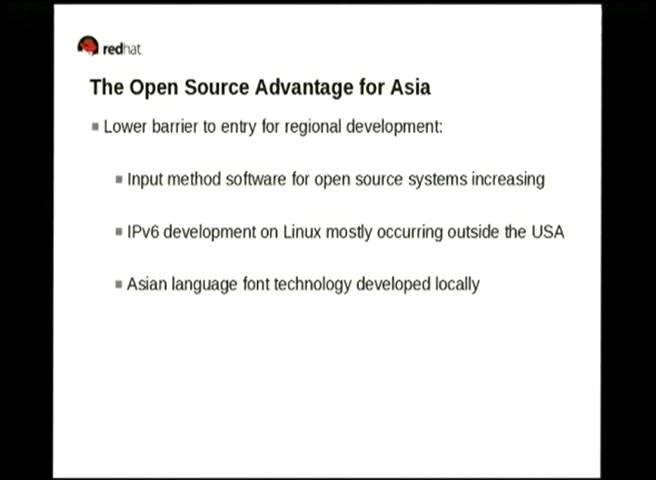 redhat
The Open Source Advantage for Asia
Lower barrier to entry for regional development:
Input method software for open source systems increasing
IPv6 development on Linux mostly occurring outside the USA
Asian language font technology developed locally